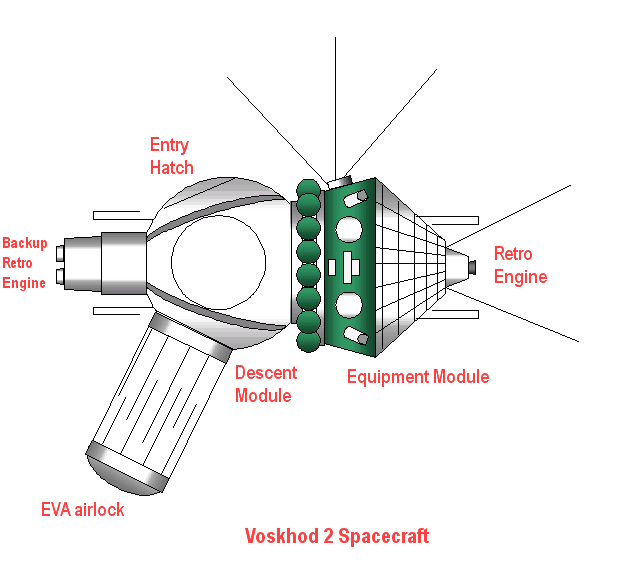 Entry
Hatch
Backup
Retro
Engine
Retro
Engine
Descent
Module
Equipment Module
EVA airlock
Voskhod 2 Spacecraft